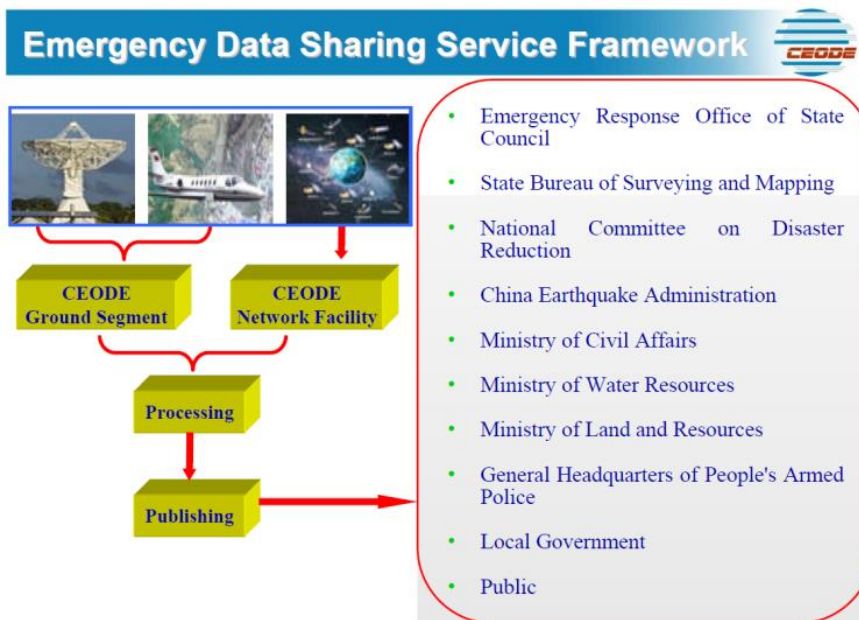 Emergency Data Sharing Service Framework
CEODE
CEODE
Ground Segment
CEODE
Network Facility
Processing
Publishing
• Emergency Response Office of State
Council
• State Bureau of Surveying and Mapping
• National Committee on Disaster
Reduction
• China Earthquake Administration
• Ministry of Civil Affairs
• Ministry of Water Resources
• Ministry of Land and Resources
• General Headquarters of People's Armed
Police
• Local Government
• Public